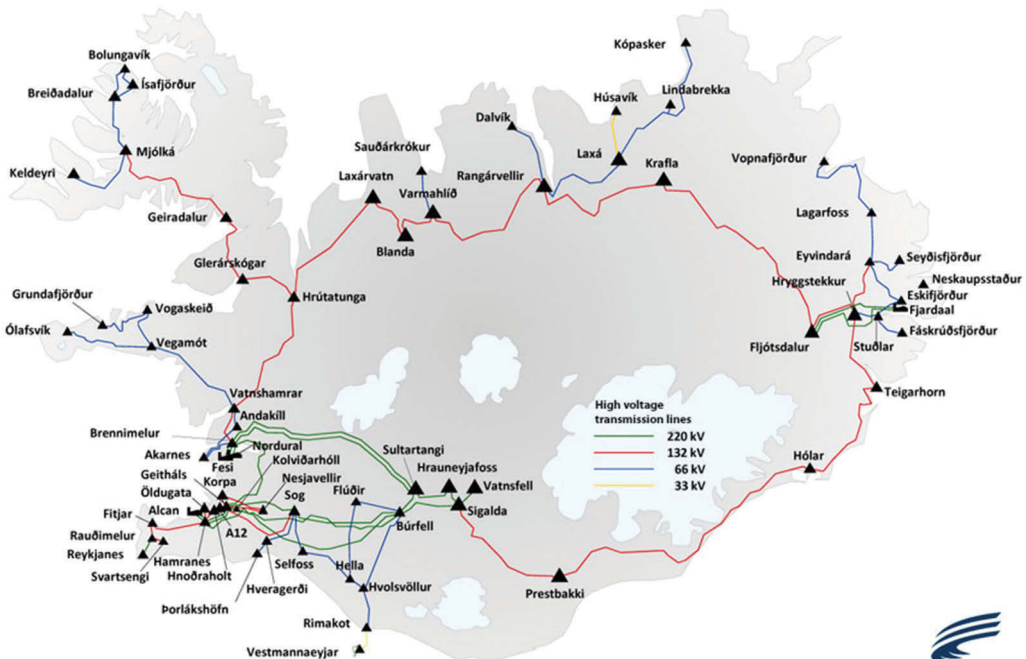 Kópasker
Bolungavík
Ísafjörður
Breiðadalur
Húsavík
Lindabrekka
Dalvík
Mjólká
Sauðárkrókur
Laxá
Krafla
Vopnafjörður
Keldeyri
Laxárvatn
Rangárvellir
Varmahlíð
Geiradalur
Lagarfoss
Blanda
Glerárskógar
Eyvindará
Seyðisfjörður
Hryggstekkur
Neskaupsstaður
Grundafjörður
Vogaskeið
Hrútatunga
Eskifjörður
Fjardaal
Ólafsvík
Fáskrúðsfjörður
Vegamót
Fljótsdalur
Stuðlar
Teigarhorn
Vatnshamrar
High voltage
transmission lines
220 kV
132 kV
66 kV
33 kV
Andakíll
Brennimelur
Nordural
Akarnes
Fesi
Kolviðarhóll
Sultartangi
Hrauneyjafoss
Hólar
Geitháls
Korpa
Nesjavellir
Vatnsfell
Öldugata
Sog
Flúðir
Alcan
Sigalda
Fitjar
A12
Búrfell
Rauðimelur
Reykjanes
Hamranes
Selfoss
Hella
Svartsengi
Hnoðraholt
Hveragerði
Hvolsvöllur
Prestbakki
Þorlákshöfn
Rimakot
Vestmannaeyjar